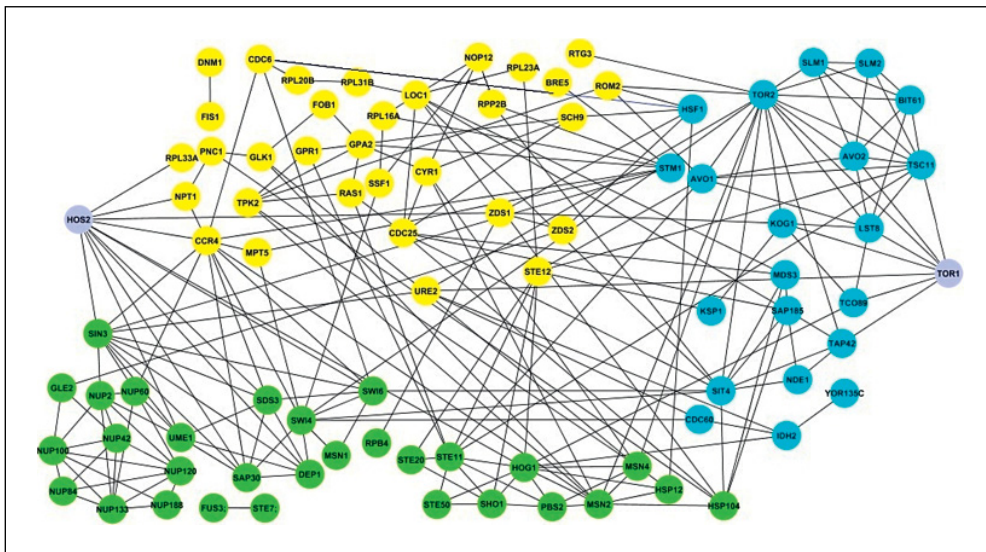 DNM1
CDC6
NOP12
RTG3
RPL20B
RPL31B
LOC1
RPL23A
BRE5
ROM2
TOR2
SLM1
SLM2
BIT61
FOB1
RPL16A
RPP2B
SCH9
HSF1
FIS1
RPL33A
PNC1
GLK1
GPR1
GPA2
CYR1
STM1
AVO1
AVO2
TSC11
NPT1
TPK2
RAS1
SSF1
HOS2
ZDS1
ZDS2
KOG1
LST8
CCR4
MPT5
CDC25
STE12
MDS3
TOR1
URE2
KSP1
SAP185
TCO89
SIN3
TAP42
GLE2
NUP2
NUP60
SDS3
SWI6
SIT4
NDE1
YOR135C
NUP100
NUP42
UME1
SWI4
MSN1
RPB4
CDC60
IDH2
NUP84
NUP120
SAP30
DEP1
STE20
STE11
HOG1
MSN4
HSP12
NUP133
NUP188
FUS3;
STE7;
STE50
SHO1
PBS2
MSN2
HSP104